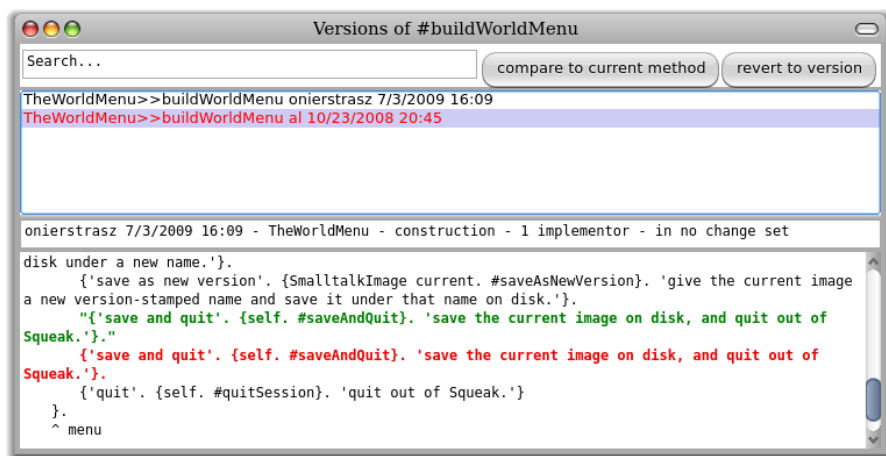 Versions of #buildWorldMenu
Search...
compare to current method
revert to version
TheWorldMenu>>buildWorldMenu onierstrasz 7/3/2009 16:09
TheWorldMenu>>buildWorldMenu al 10/23/2008 20:45
onierstrasz 7/3/2009 16:09 - TheWorldMenu - construction - 1 implementor - in no change set
disk under a new name.'}.
{'save as new version'. {SmalltalkImage current. #saveAsNewVersion}. 'give the current image
a new version-stamped name and save it under that name on disk.'}.
"{'save and quit'. {self. #saveAndQuit}. 'save the current image on disk, and quit out of
Squeak.'}."
{'save and quit'. {self. #saveAndQuit}. 'save the current image on disk, and quit out of
Squeak.'}.
{'quit'. {self. #quitSession}. 'quit out of Squeak.'}
}.
^ menu